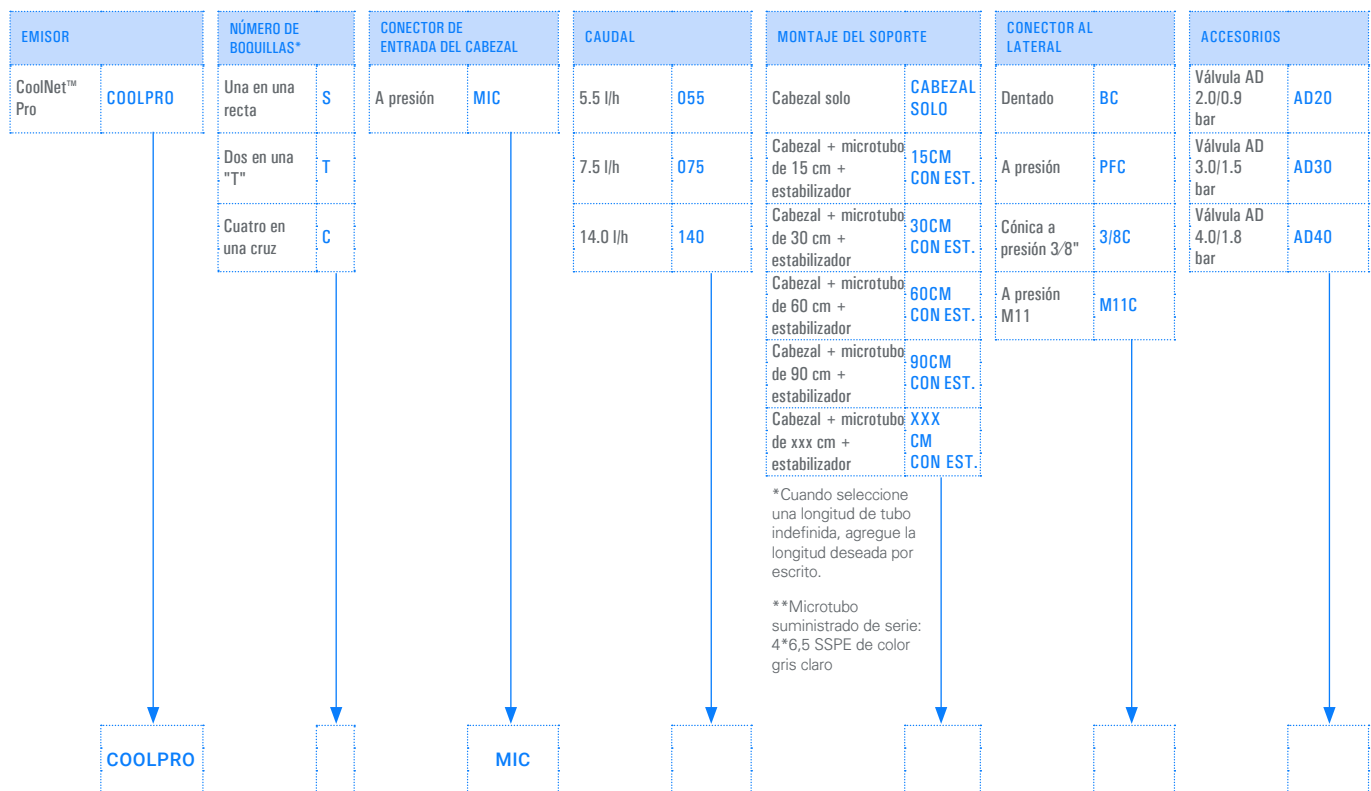 EMISOR
CoolNet™
Pro
COOLPRO
NÚMERO DE
BOQUILLAS*
Una en una
recta
S
Dos en una
"T"
T
Cuatro en
una cruz
C
CONECTOR DE
ENTRADA DEL CABEZAL
A presión
MIC
CAUDAL
5.5 l/h
055
7.5 l/h
075
14.0 l/h
140
MONTAJE DEL SOPORTE
Cabezal solo
CABEZAL
SOLO
Cabezal + microtubo
de 15 cm +
estabilizador
15CM
CON EST.
Cabezal + microtubo
de 30 cm +
estabilizador
30CM
CON EST.
Cabezal + microtubo
de 60 cm +
estabilizador
60CM
CON EST.
Cabezal + microtubo
de 90 cm +
estabilizador
90CM
CON EST.
Cabezal + microtubo
de xxx cm +
estabilizador
XXX
CM
CON EST.
*Cuando seleccione
una longitud de tubo
indefinida, agregue la
longitud deseada por
escrito.
**Microtubo
suministrado de serie:
4*6,5 SSPE de color
gris claro
CONECTOR AL
LATERAL
Dentado
BC
A presión
PFC
Cónica a
presión 3⁄8"
3/8C
A presión
M11
M11C
ACCESORIOS
Válvula AD
2.0/0.9
bar
AD20
Válvula AD
3.0/1.5
bar
AD30
Válvula AD
4.0/1.8
bar
AD40
COOLPRO
MIC